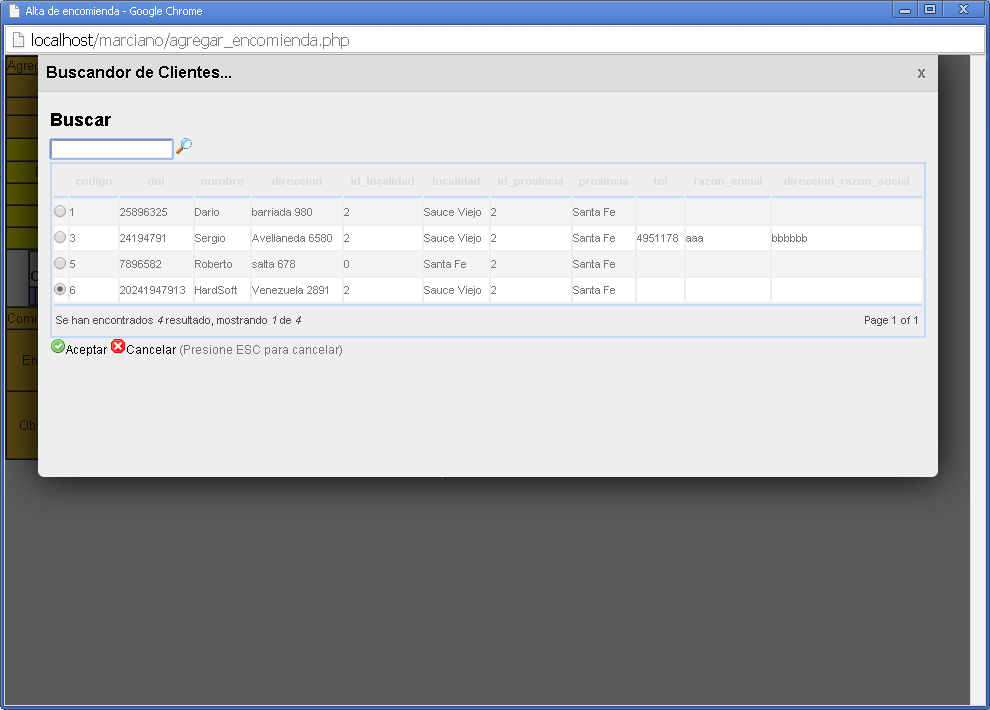 Alta de encomienda - Google Chrome
localhost/marciano/agregar_encomienda.php
Buscandor de Clientes...
x
Buscar
codigo dni nombre direccion id_localidad localidad id_provincia provincia tel razon_social direccion_razon_social
1 25896325 Dario barriada 980 2 Sauce Viejo 2 Santa Fe
3 24194791 Sergio Avellaneda 6580 2 Sauce Viejo 2 Santa Fe 4951178 aaa bbbbbb
5 7896582 Roberto salta 678 0 Santa Fe 2 Santa Fe
6 20241947913 HardSoft Venezuela 2891 2 Sauce Viejo 2 Santa Fe
Se han encontrados 4 resultado, mostrando 1 de 4 Page 1 of 1
Aceptar Cancelar (Presione ESC para cancelar)